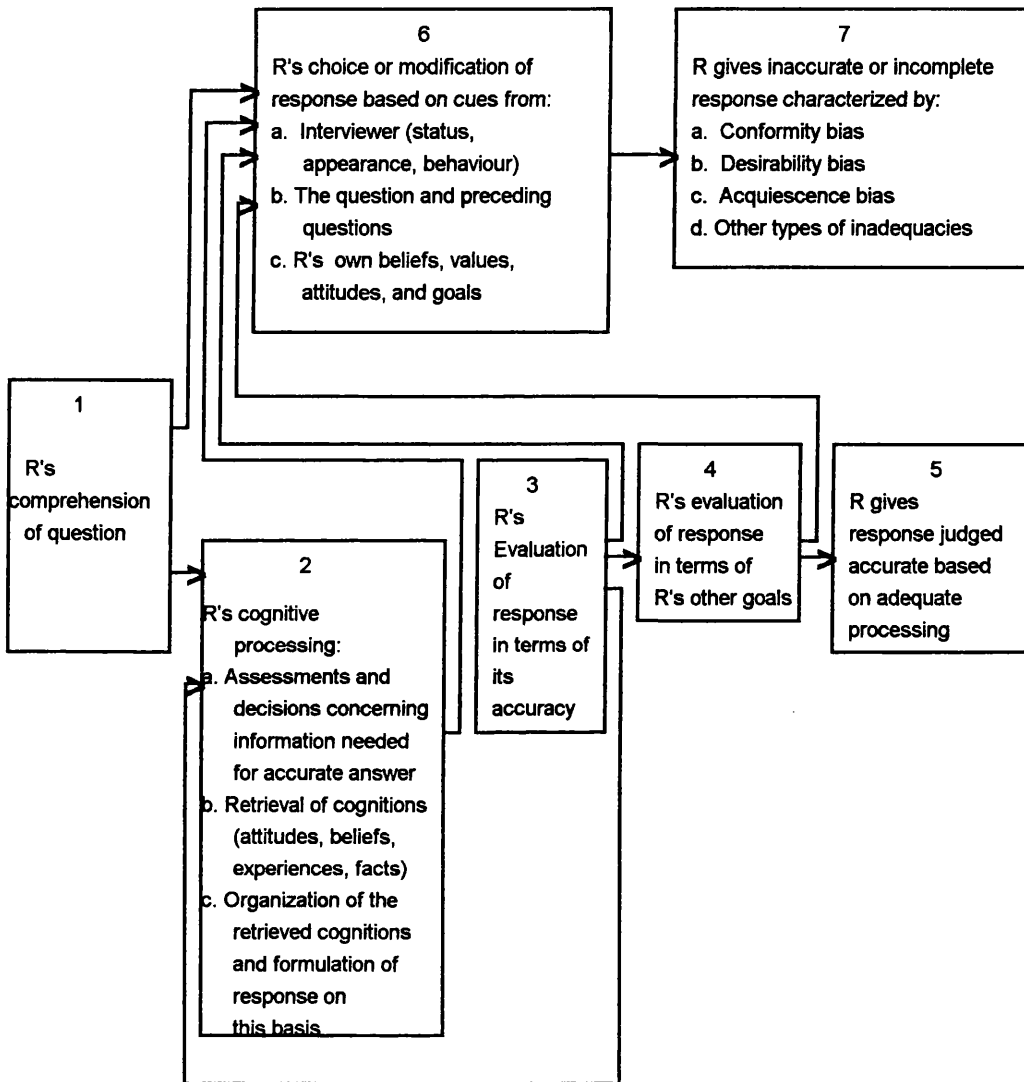 6
R's choice or modification of
response based on cues from:
a. Interviewer (status,
appearance, behaviour)
b. The question and preceding
questions
c. R's own beliefs, values,
attitudes, and goals
7
R gives inaccurate or incomplete
response characterized by:
a. Conformity bias
b. Desirability bias
c. Acquiescence bias
d. Other types of inadequacies
1
R's
comprehension
of question
2
R's cognitive
processing:
a. Assessments and
decisions concerning
information needed
for accurate answer
b. Retrieval of cognitions
(attitudes, beliefs,
experiences, facts)
c. Organization of the
retrieved cognitions
and formulation of
response on
this basis
3
R's
Evaluation
of
response
in terms of
its
accuracy
4
R's evaluation
of response
in terms of
R's other goals
5
R gives
response judged
accurate based
on adequate
processing